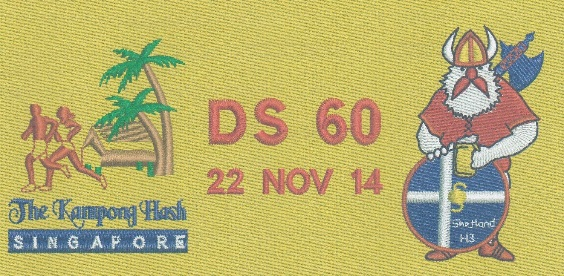 The Kampong Hash
SINGAPORE
DS 60
22 NOV 14
Shetland
H3